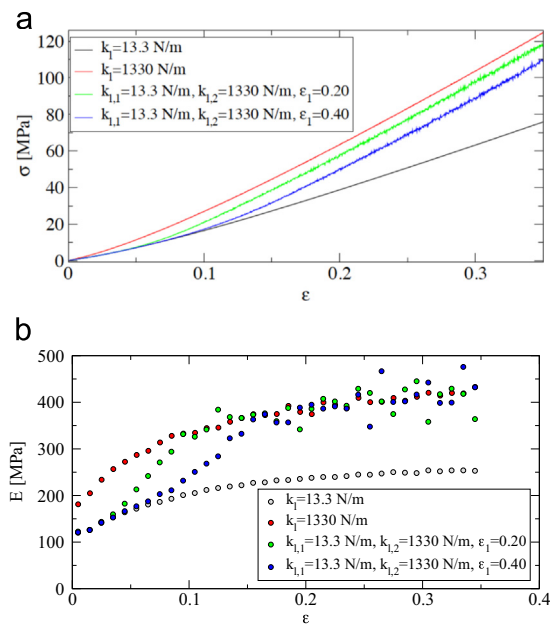 a
120
100
80
60
40
20
0
σ [MPa]
k_l=13.3 N/m
k_l=1330 N/m
k_l,1=13.3 N/m, k_l,2=1330 N/m, ε_1=0.20
k_l,1=13.3 N/m, k_l,2=1330 N/m, ε_1=0.40
0 0.1 0.2 0.3
ε
b
500
400
300
200
100
0
E [MPa]
k_l=13.3 N/m
k_l=1330 N/m
k_l,1=13.3 N/m, k_l,2=1330 N/m, ε_1=0.20
k_l,1=13.3 N/m, k_l,2=1330 N/m, ε_1=0.40
0 0.1 0.2 0.3 0.4
ε